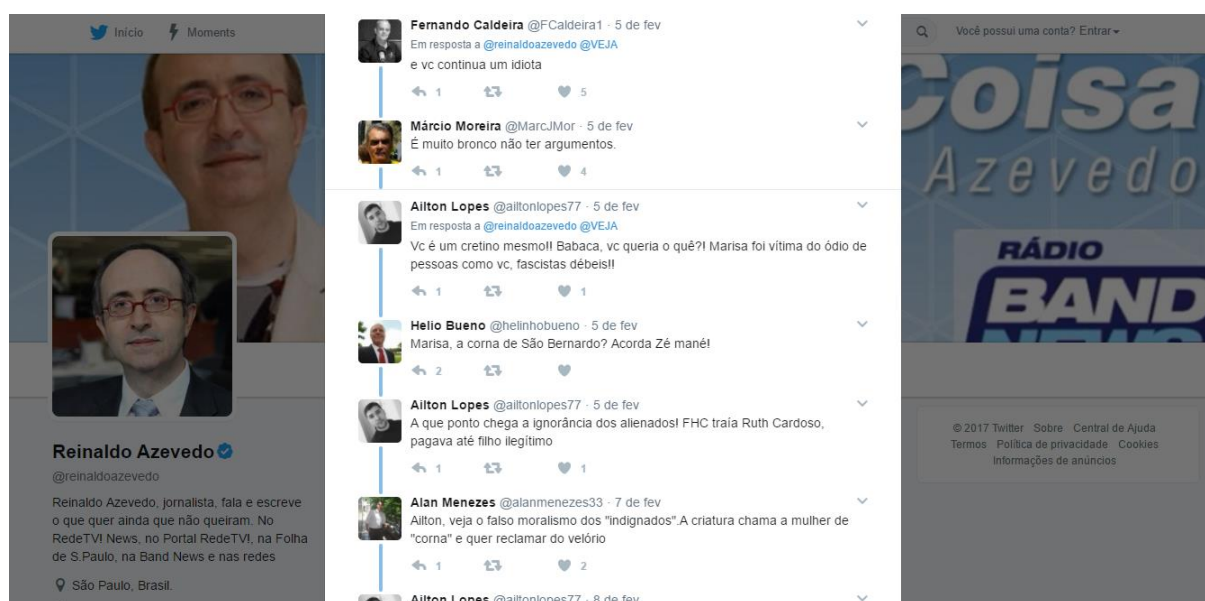 Início Moments
Fernando Caldeira @FCaldeira1 · 5 de fev
Em resposta a @reinaldoazevedo @VEJA
e vc continua um idiota
1 5
Márcio Moreira @MarcJMor · 5 de fev
É muito bronco não ter argumentos.
1 4
Ailton Lopes @ailtonlopes77 · 5 de fev
Em resposta a @reinaldoazevedo @VEJA
Vc é um cretino mesmo!! Babaca, vc queria o quê?! Marisa foi vítima do ódio de
pessoas como vc, fascistas débeis!!
1 1
Helio Bueno @helinhobueno · 5 de fev
Marisa, a corna de São Bernardo? Acorda Zé mané!
2
Ailton Lopes @ailtonlopes77 · 5 de fev
A que ponto chega a ignorância dos alienados! FHC traía Ruth Cardoso,
pagava até filho ilegítimo
1 1
Alan Menezes @alanmenezes33 · 7 de fev
Ailton, veja o falso moralismo dos "indignados".A criatura chama a mulher de
"corna" e quer reclamar do velório
1 2
Ailton Lopes @ailtonlopes77 · 8 de fev
Reinaldo Azevedo
@reinaldoazevedo
Reinaldo Azevedo, jornalista, fala e escreve
o que quer ainda que não queiram. No
RedeTV! News, no Portal RedeTV!, na Folha
de S.Paulo, na Band News e nas redes
São Paulo, Brasil.
Você possui uma conta? Entrar
Coisa
Azevedo
RÁDIO
BAND
NEWS
© 2017 Twitter Sobre Central de Ajuda
Termos Política de privacidade Cookies
Informações de anúncios